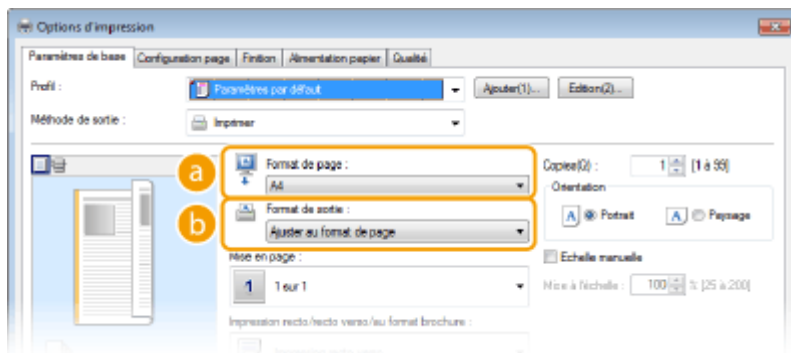 Options d'impression
Paramètres de base Configuration page Finition Alimentation papier Qualité
Profil : Paramètres par défaut Ajouter(1)... Edition(2)...
Méthode de sortie : Imprimer
a Format de page : Copies(Q) : 1 [1 à 99]
A4 Orientation
b Format de sortie : A Portrait A Paysage
Ajuster au format de page
Mise en page : Echelle manuelle
1 1 sur 1 Mise à l'échelle : 100 % [25 à 200]
Impression recto/recto verso/au format brochure :